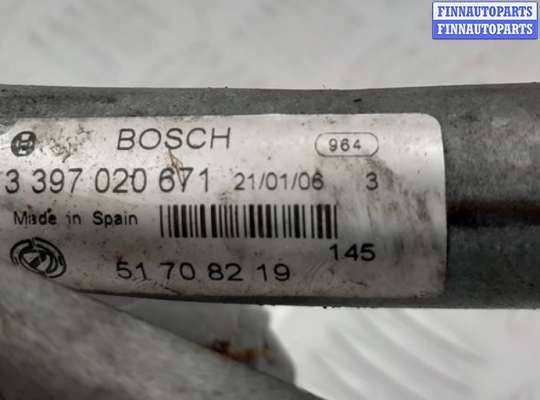 FINNAUTOPARTS
FINNAUTOPARTS
BOSCH
964
3 397 020 671 21/01/06 3
Made in Spain
145
51 70 82 19